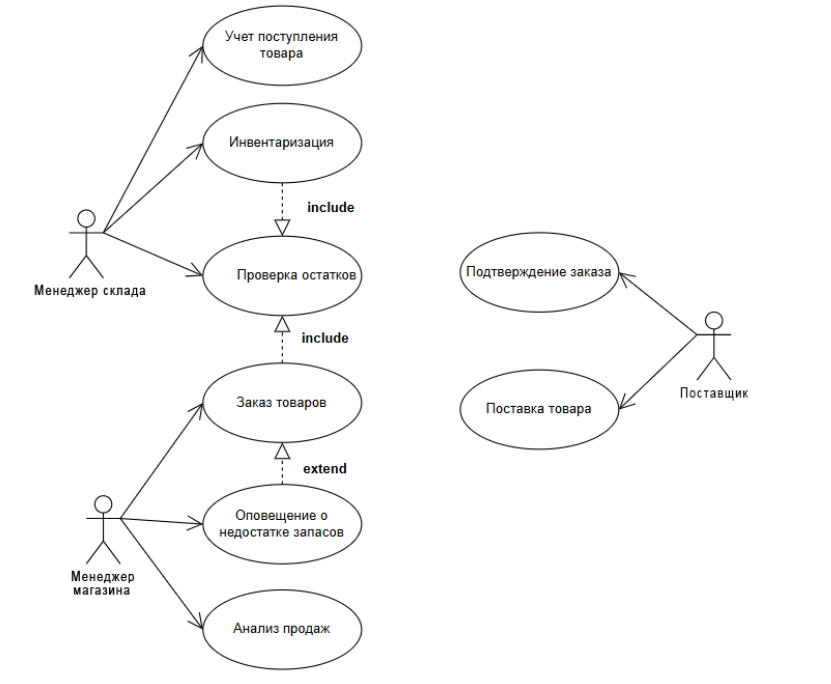 Учет поступления
товара
Инвентаризация
include
Менеджер склада
Проверка остатков
include
Заказ товаров
extend
Оповещение о
недостатке запасов
Менеджер
магазина
Анализ продаж
Подтверждение заказа
Поставщик
Поставка товара